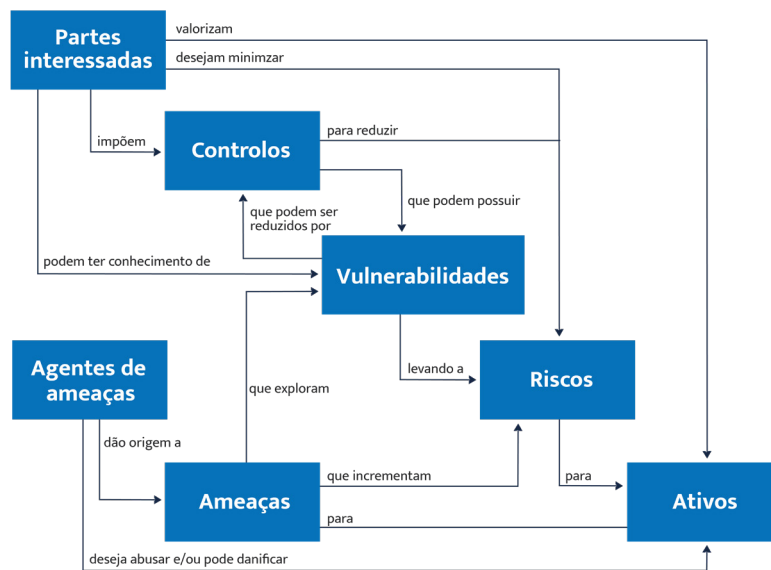 Partes
interessadas
valorizam
desejam minimzar
impõem
Controlos
para reduzir
que podem ser
reduzidos por
que podem possuir
podem ter conhecimento de
Vulnerabilidades
Agentes de
ameaças
que exploram
levando a
Riscos
dão origem a
Ameaças
que incrementam
para
para
Ativos
deseja abusar e/ou pode danificar